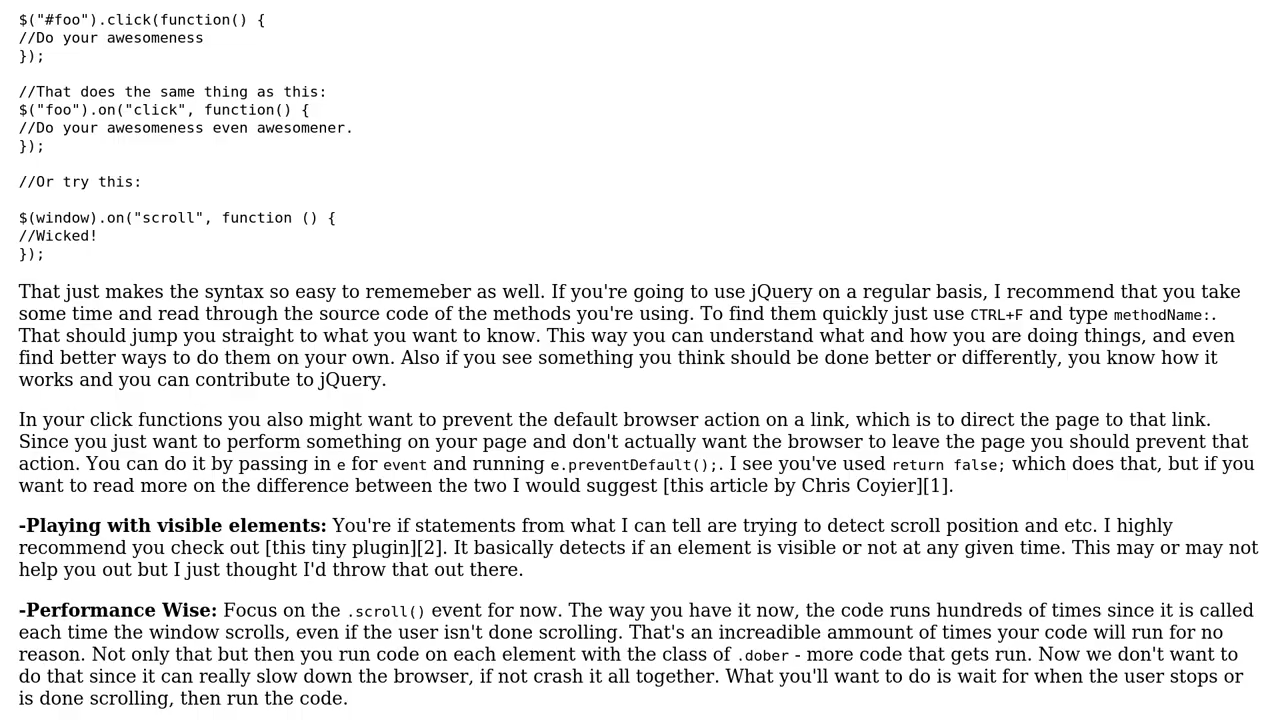 $("#foo").click(function() {
//Do your awesomeness
});

//That does the same thing as this:
$("foo").on("click", function() {
//Do your awesomeness even awesomener.
});

//Or try this:

$(window).on("scroll", function () {
//Wicked!
});

That just makes the syntax so easy to rememeber as well. If you're going to use jQuery on a regular basis, I recommend that you take
some time and read through the source code of the methods you're using. To find them quickly just use CTRL+F and type methodName:.
That should jump you straight to what you want to know. This way you can understand what and how you are doing things, and even
find better ways to do them on your own. Also if you see something you think should be done better or differently, you know how it
works and you can contribute to jQuery.

In your click functions you also might want to prevent the default browser action on a link, which is to direct the page to that link.
Since you just want to perform something on your page and don't actually want the browser to leave the page you should prevent that
action. You can do it by passing in e for event and running e.preventDefault();. I see you've used return false; which does that, but if you
want to read more on the difference between the two I would suggest [this article by Chris Coyier][1].

-Playing with visible elements: You're if statements from what I can tell are trying to detect scroll position and etc. I highly
recommend you check out [this tiny plugin][2]. It basically detects if an element is visible or not at any given time. This may or may not
help you out but I just thought I'd throw that out there.

-Performance Wise: Focus on the .scroll() event for now. The way you have it now, the code runs hundreds of times since it is called
each time the window scrolls, even if the user isn't done scrolling. That's an increadible ammount of times your code will run for no
reason. Not only that but then you run code on each element with the class of .dober - more code that gets run. Now we don't want to
do that since it can really slow down the browser, if not crash it all together. What you'll want to do is wait for when the user stops or
is done scrolling, then run the code.